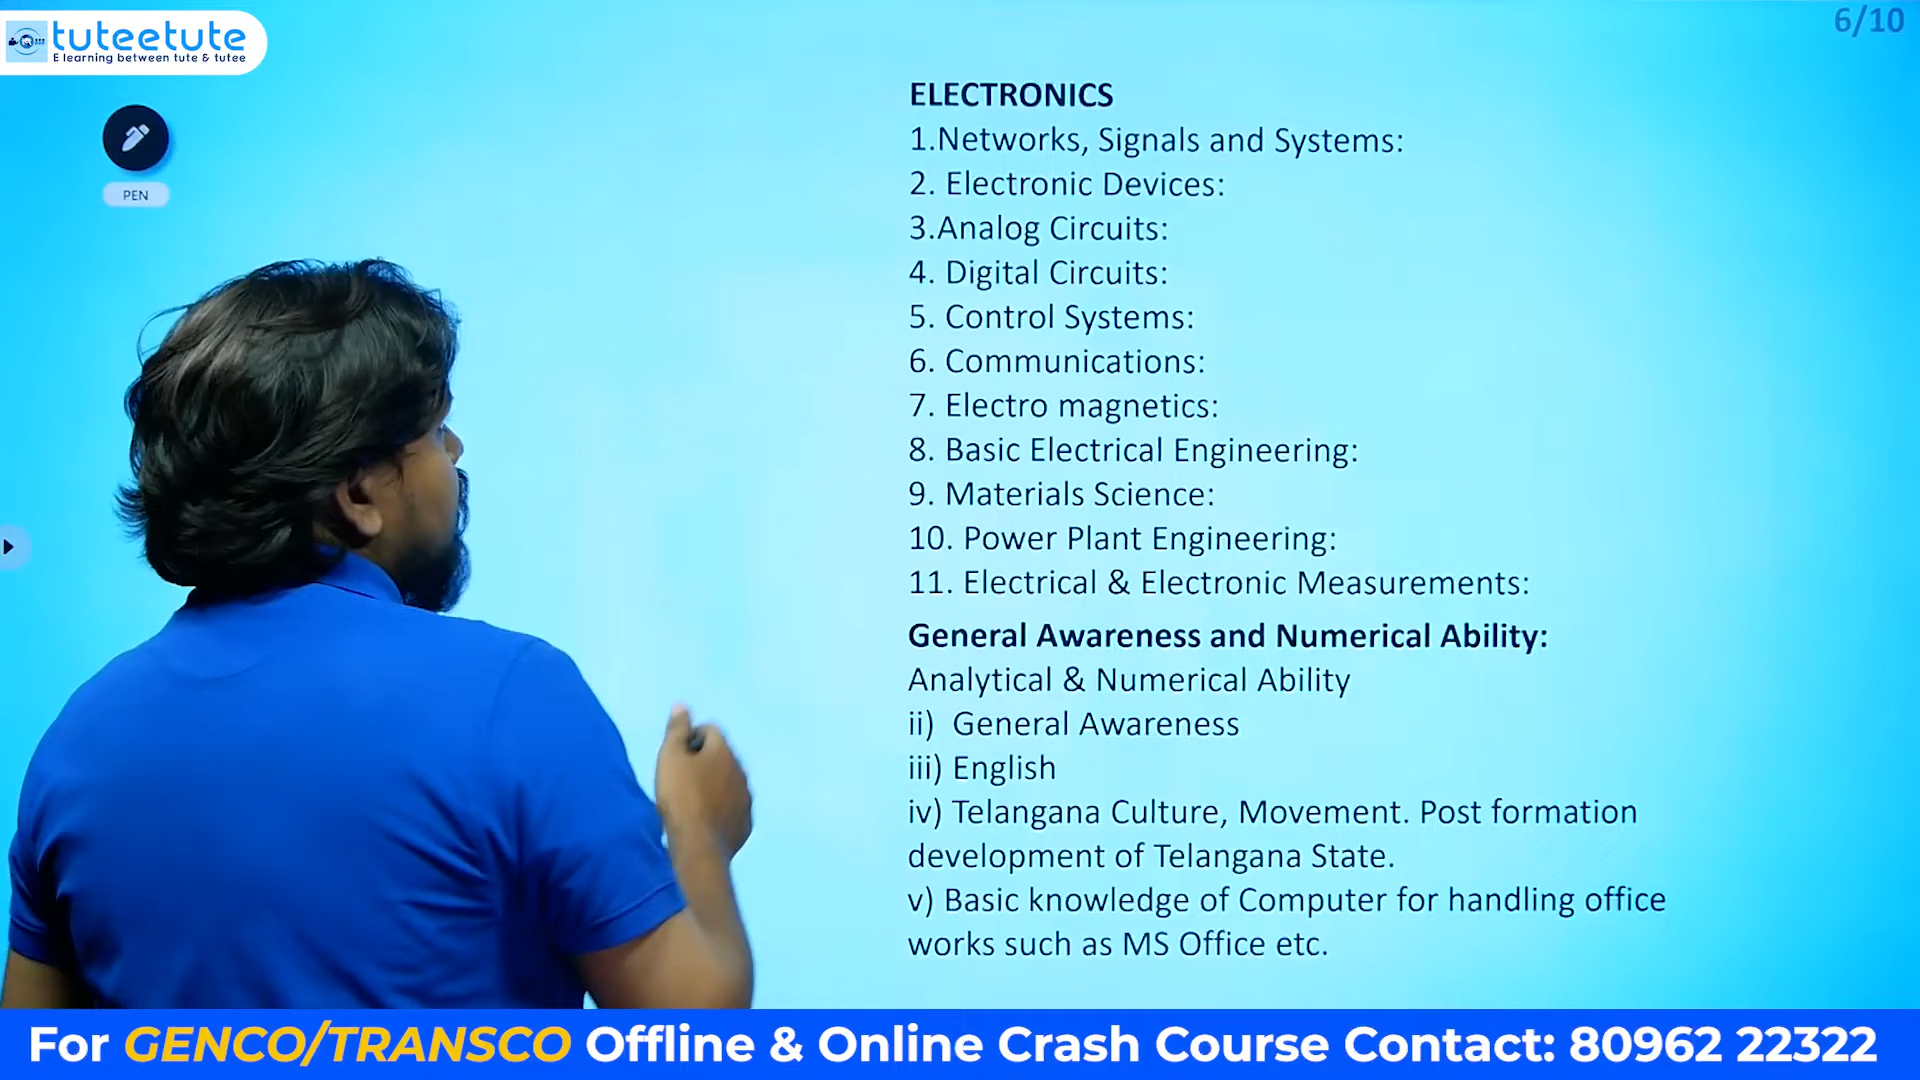 tuteetute
E learning between tute & tutee
6/10
PEN
ELECTRONICS
1.Networks, Signals and Systems:
2. Electronic Devices:
3.Analog Circuits:
4. Digital Circuits:
5. Control Systems:
6. Communications:
7. Electro magnetics:
8. Basic Electrical Engineering:
9. Materials Science:
10. Power Plant Engineering:
11. Electrical & Electronic Measurements:
General Awareness and Numerical Ability:
Analytical & Numerical Ability
ii) General Awareness
iii) English
iv) Telangana Culture, Movement. Post formation
development of Telangana State.
v) Basic knowledge of Computer for handling office
works such as MS Office etc.
For GENCO/TRANSCO Offline & Online Crash Course Contact: 80962 22322